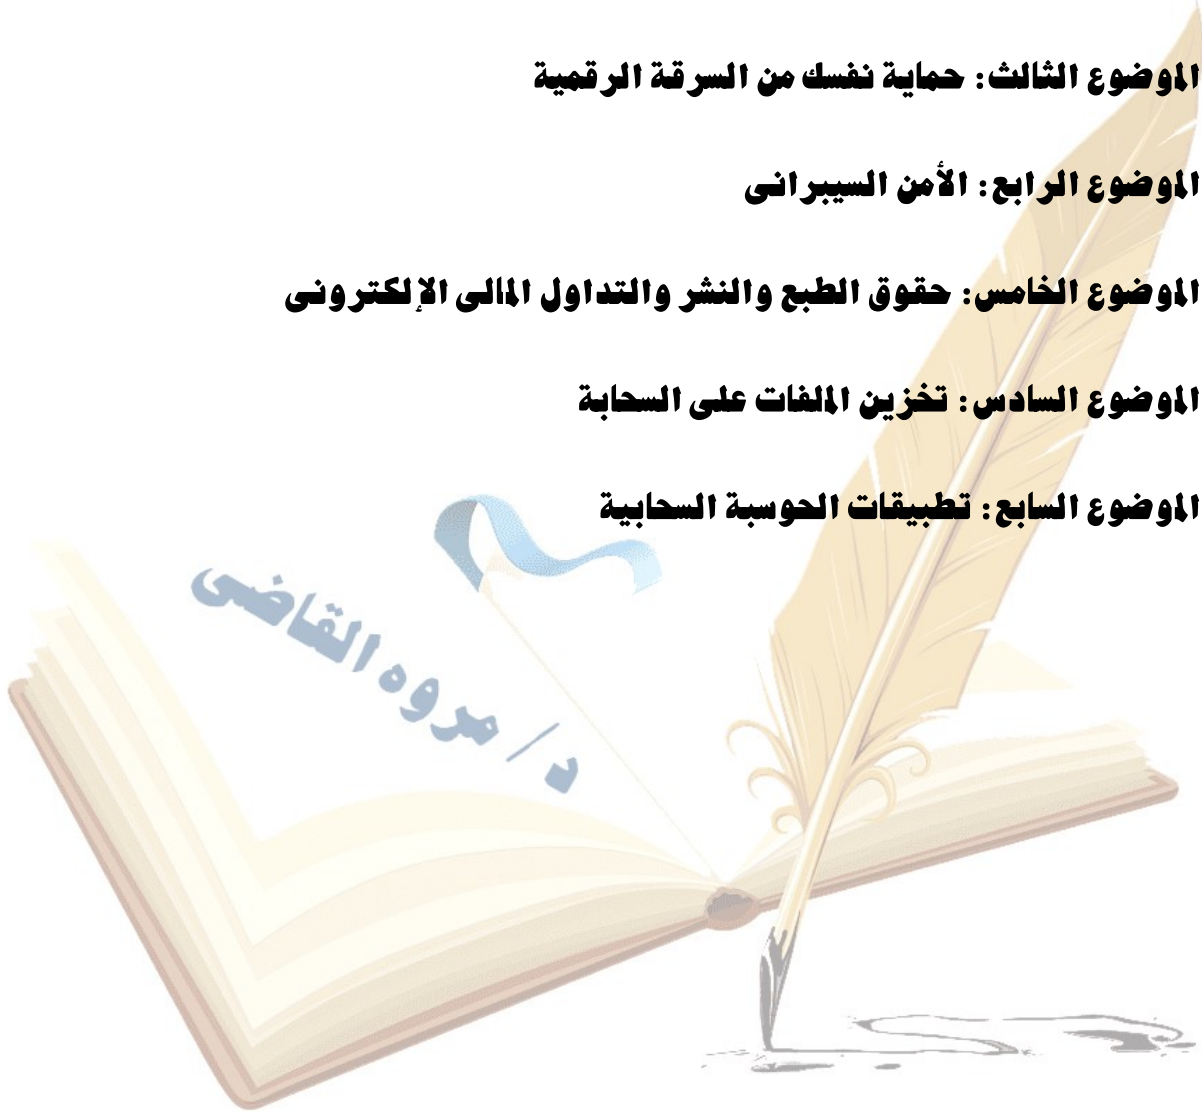 الموضوع الثالث: حماية نفسك من السرقة الرقمية
الموضوع الرابع: الأمن السيبرانى
الموضوع الخامس: حقوق الطبع والنشر والتداول المالى الإلكترونى
الموضوع السادس: تخزين الملفات على السحابة
الموضوع السابع: تطبيقات الحوسبة السحابية
د/ مروه القاضى